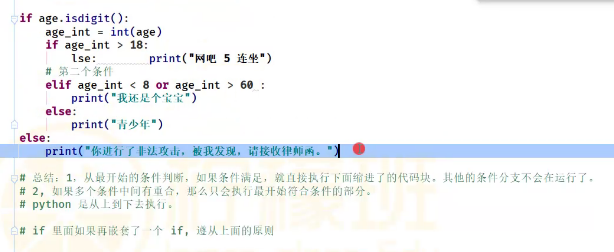 if age.isdigit():
    age_int = int(age)
    if age_int > 18:
        lse:        print("网吧 5 连坐")
    # 第二个条件
    elif age_int < 8 or age_int > 60 :
        print("我还是个宝宝")
    else:
        print("青少年")
else:
    print("你进行了非法攻击。被我发现，请接收律师函。")
# 总结：1，从最开始的条件判断，如果条件满足，就直接执行下面缩进了的代码块，其他的条件分支不会在运行了。
# 2, 如果多个条件中间有重合，那么只会执行最开始符合条件的部分。
# python 是从上到下去执行。
# if 里面如果再嵌套了一个 if, 遵从上面的原则